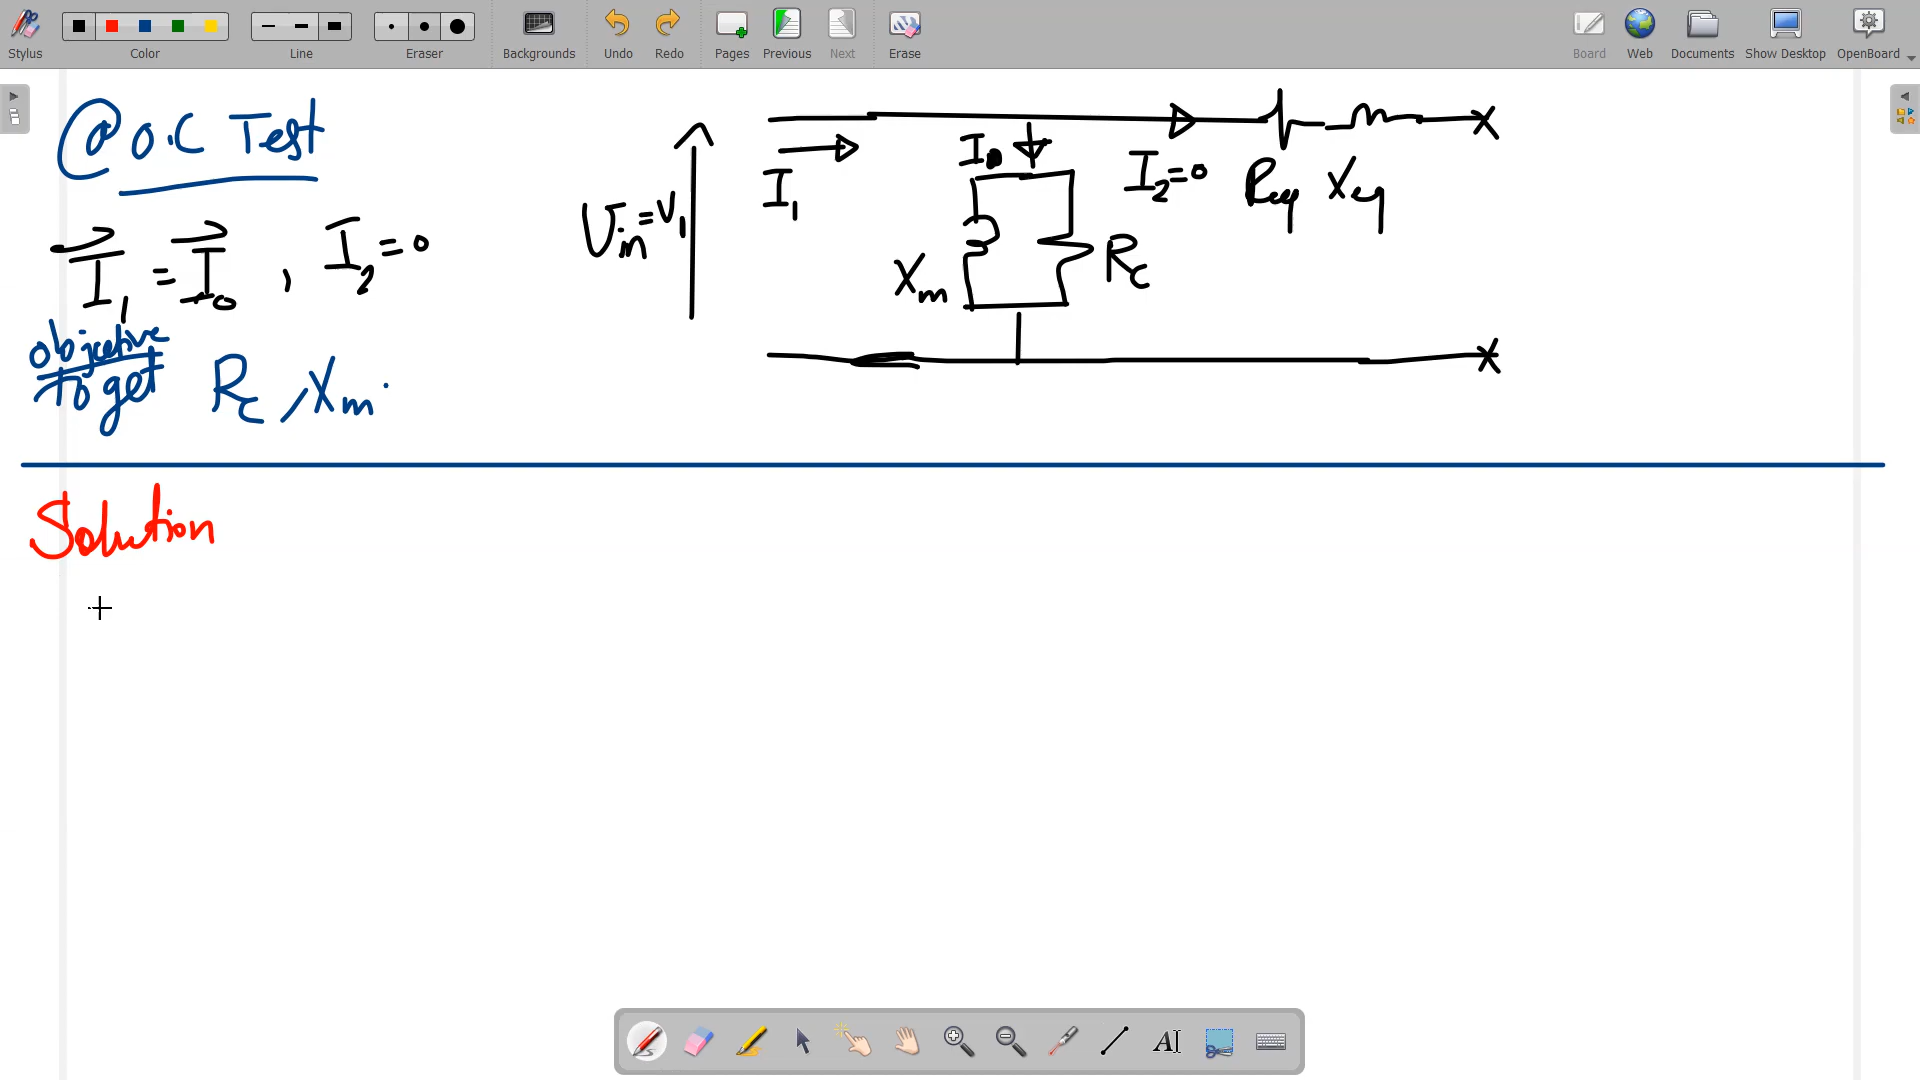 Stylus Color Line Eraser Backgrounds Undo Redo Pages Previous Next Erase Board Web Documents Show Desktop OpenBoard
@ O.C Test
I₁ = I₀ , I₂ = 0
objective
To get Rc, Xm
Vin = V₁
I₁
I₀
I₂ = 0
Req Xeq
Xm
Rc
Solution